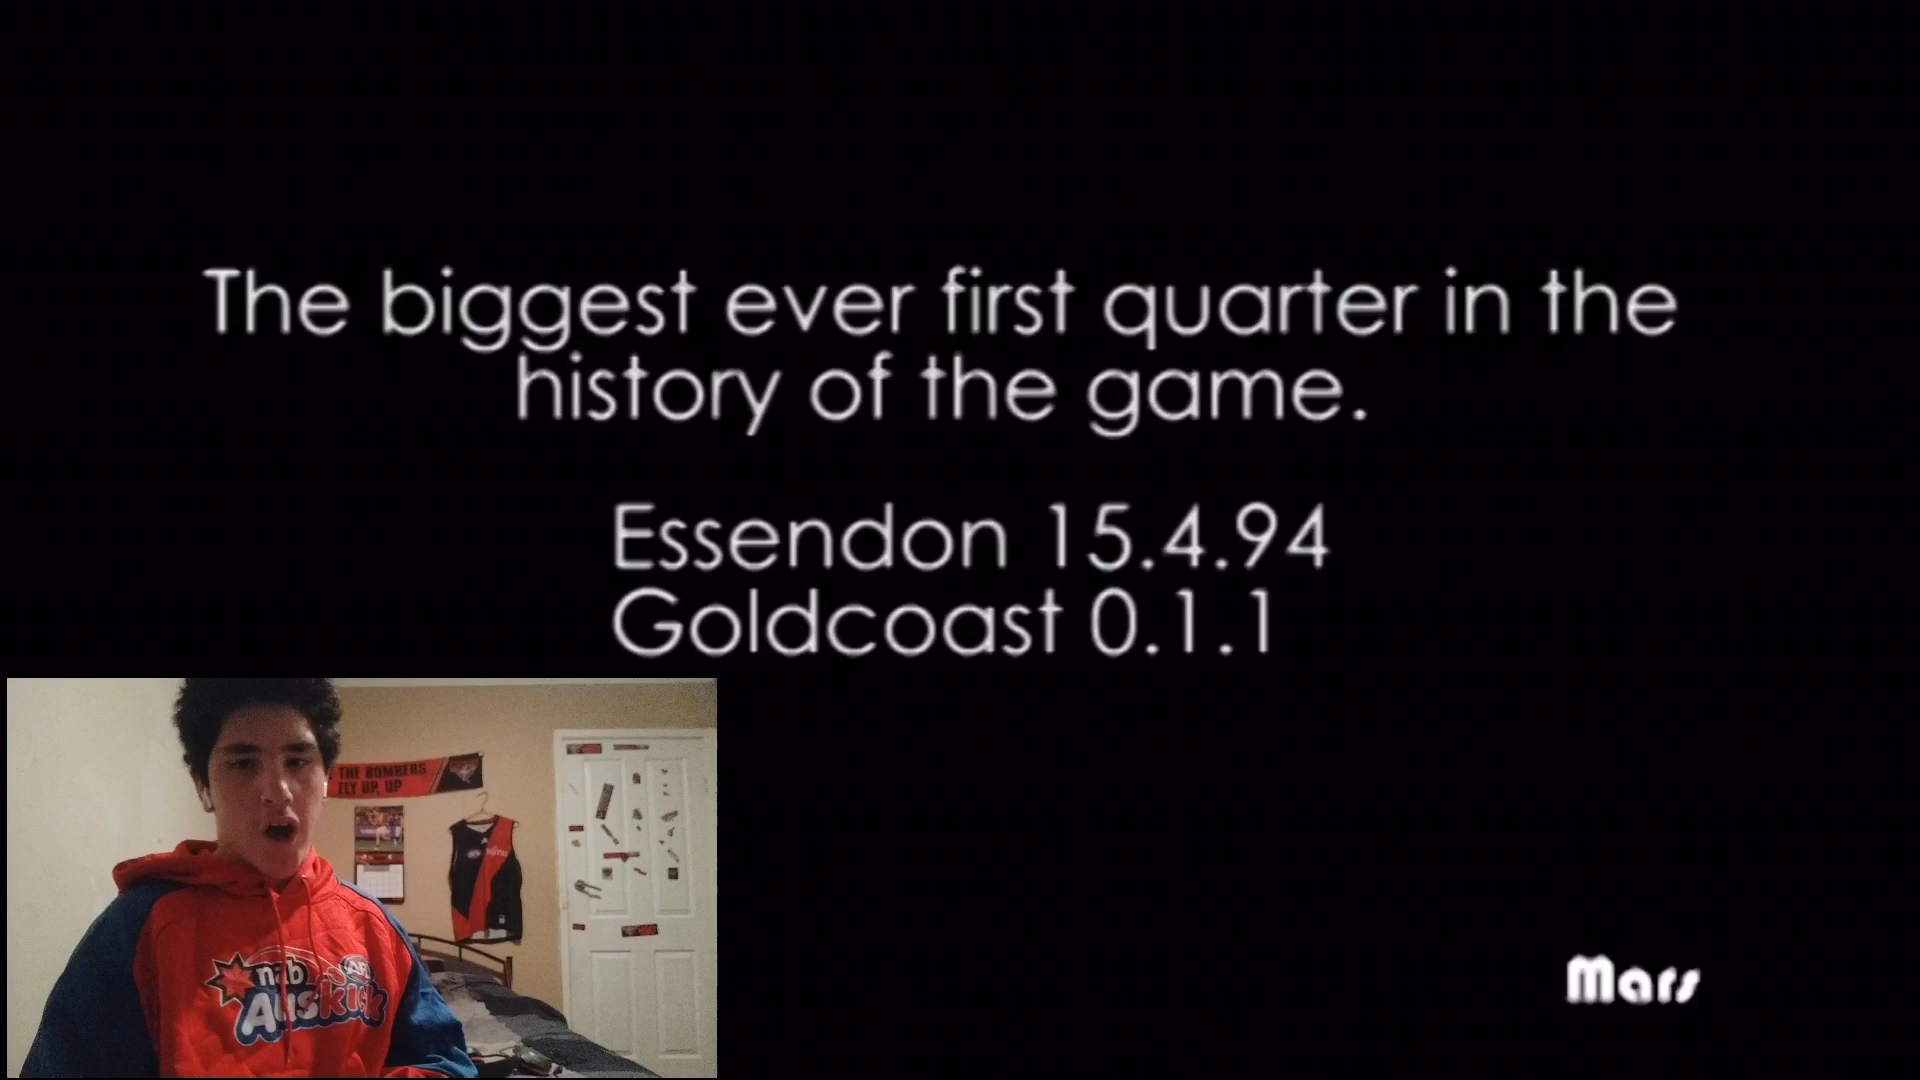 The biggest ever first quarter in the
history of the game.
Essendon 15.4.94
Goldcoast 0.1.1
THE BOMBERS
FLY UP, UP
nab
AFL
Auskick
Mars